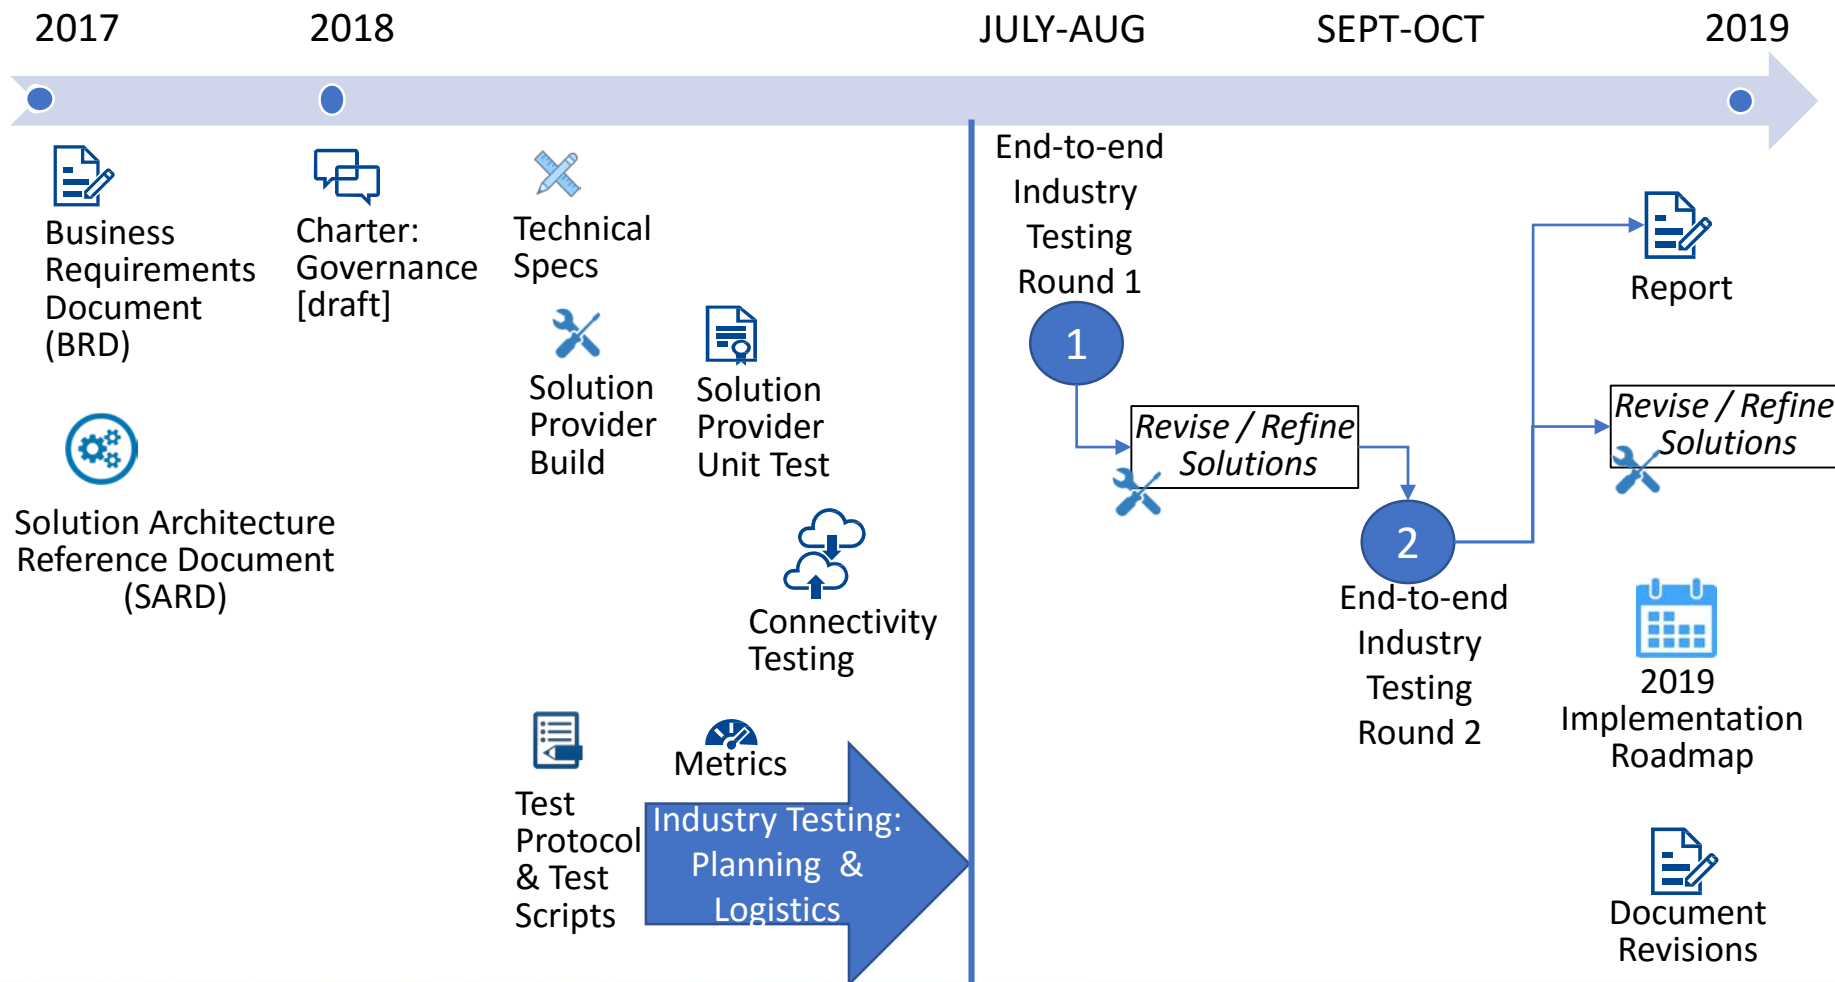 2017
2018
JULY-AUG
SEPT-OCT
2019
Business
Requirements
Document
(BRD)
Solution Architecture
Reference Document
(SARD)
Charter:
Governance
[draft]
Technical
Specs
Solution
Provider
Build
Solution
Provider
Unit Test
Connectivity
Testing
Test
Protocol
& Test
Scripts
Metrics
Industry Testing:
Planning &
Logistics
End-to-end
Industry
Testing
Round 1
1
Revise / Refine
Solutions
2
End-to-end
Industry
Testing
Round 2
Report
Revise / Refine
Solutions
2019
Implementation
Roadmap
Document
Revisions